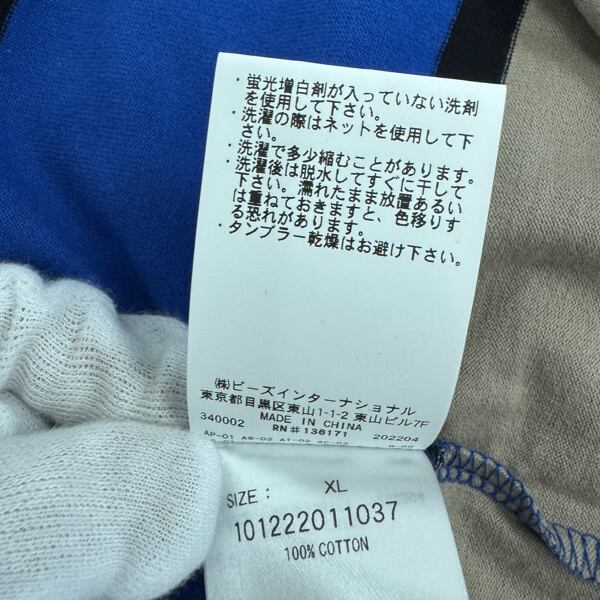 ・蛍光増白剤が入っていない洗剤
を使用して下さい。
・洗濯の際はネットを使用して下
さい。
・洗濯で多少縮むことがあります。
・洗濯後は脱水してすぐに干して
下さい。濡れたまま放置あるい
は重ねておきますと、色移りす
る恐れがあります。
・タンブラー乾燥はお避け下さい。
(株)ビーズインターナショナル
東京都目黒区東山1-1-2 東山ビル7F
340002 MADE IN CHINA
RN#136171 202204
AP-01 AW-02 AT-02
SIZE: XL
101222011037
100% COTTON